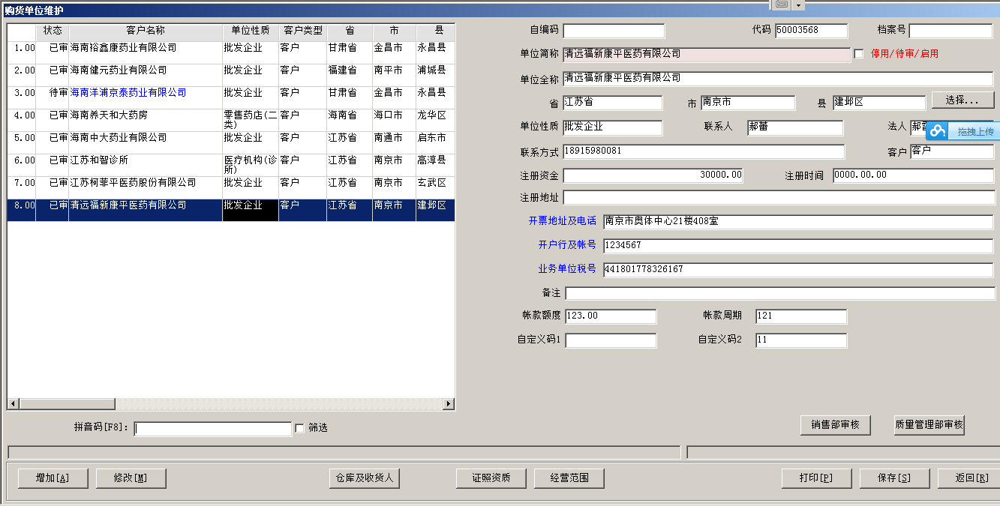 购货单位维护
状态 客户名称 单位性质 客户类型 省 市 县
1.00 已审 海南裕鑫康药业有限公司 批发企业 客户 甘肃省 金昌市 永昌县
2.00 已审 海南健元药业有限公司 批发企业 客户 福建省 南平市 浦城县
3.00 待审 海南洋浦京泰药业有限公司 批发企业 客户 甘肃省 金昌市 永昌县
4.00 已审 海南养天和大药房 零售药店(二类) 客户 海南省 海口市 龙华区
5.00 已审 海南中大药业有限公司 批发企业 客户 江苏省 南通市 启东市
6.00 已审 江苏和智诊所 医疗机构(诊所) 客户 江苏省 南京市 高淳县
7.00 已审 江苏柯菲平医药股份有限公司 批发企业 客户 江苏省 南京市 玄武区
8.00 已审 清远福新康平医药有限公司 批发企业 客户 江苏省 南京市 建邺区
拼音码[F8]: 筛选
自编码 代码 50003568 档案号
单位简称 清远福新康平医药有限公司 停用/待审/启用
单位全称 清远福新康平医药有限公司
省 江苏省 市 南京市 县 建邺区 选择...
单位性质 批发企业 联系人 郝蕾 法人 郝 拖拽上传
联系方式 18915980081 客户 客户
注册资金 30000.00 注册时间 0000.00.00
注册地址
开票地址及电话 南京市奥体中心21楼408室
开户行及帐号 1234567
业务单位税号 441801778326167
备注
帐款额度 123.00 帐款周期 121
自定义码1 自定义码2 11
销售部审核 质量管理部审核
增加[A] 修改[M] 仓库及收货人 证照资质 经营范围 打印[P] 保存[S] 返回[R]